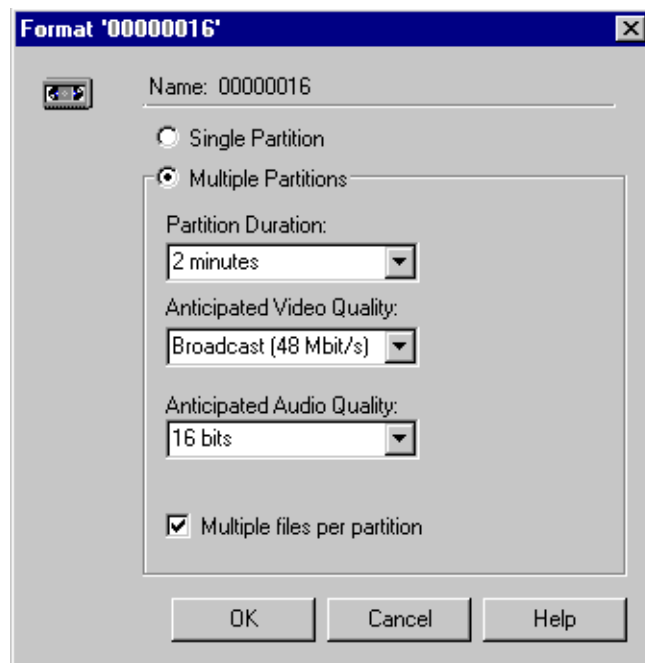 Format '00000016'
Name: 00000016
Single Partition
Multiple Partitions
Partition Duration:
2 minutes
Anticipated Video Quality:
Broadcast (48 Mbit/s)
Anticipated Audio Quality:
16 bits
Multiple files per partition
OK Cancel Help